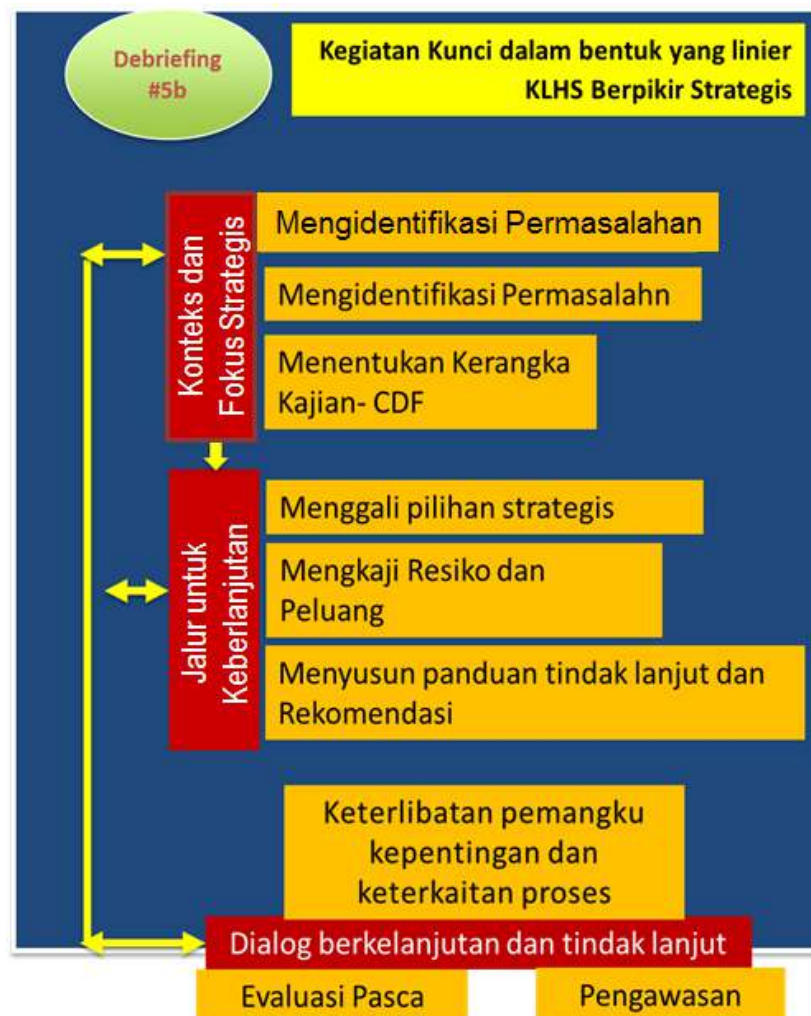 Debriefing
#5b
Kegiatan Kunci dalam bentuk yang linier
KLHS Berpikir Strategis
Konteks dan
Fokus Strategis
Mengidentifikasi Permasalahan
Mengidentifikasi Permasalahn
Menentukan Kerangka
Kajian- CDF
Jalur untuk
Keberlanjutan
Menggali pilihan strategis
Mengkaji Resiko dan
Peluang
Menyusun panduan tindak lanjut dan
Rekomendasi
Keterlibatan pemangku
kepentingan dan
keterkaitan proses
Dialog berkelanjutan dan tindak lanjut
Evaluasi Pasca
Pengawasan